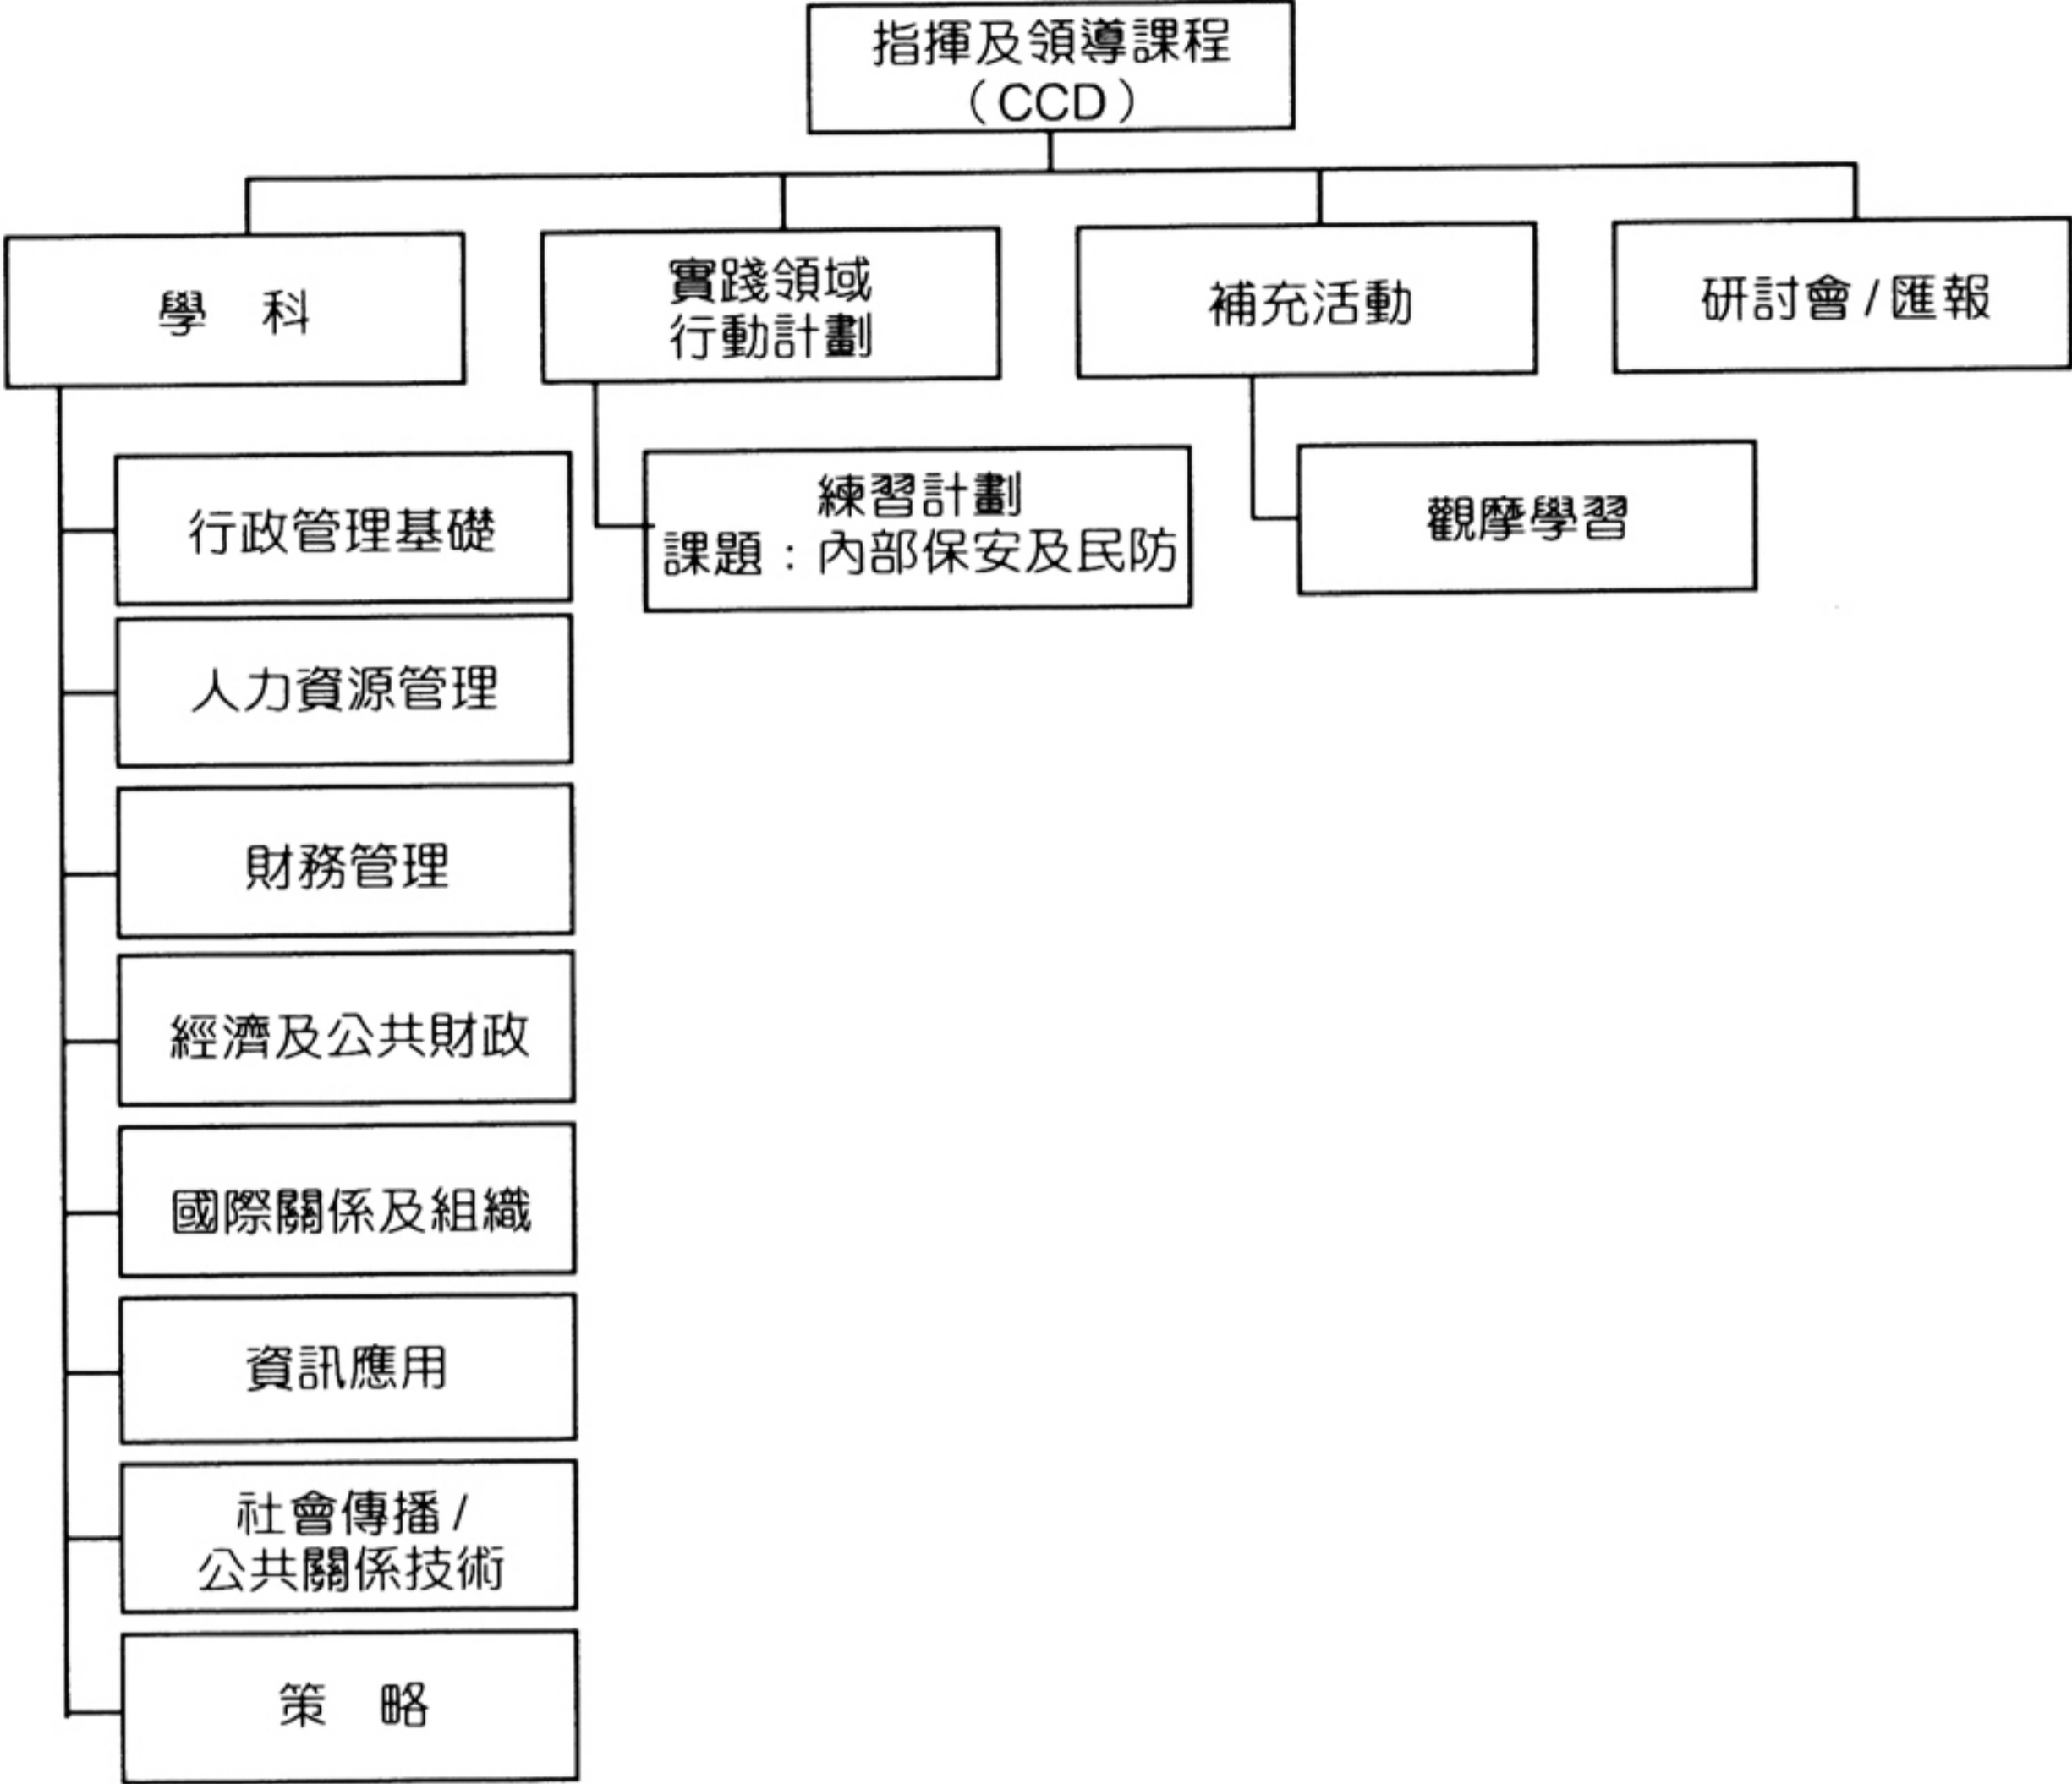 指揮及領導課程
（CCD）
學　科
實踐領域
行動計劃
補充活動
研討會/匯報
行政管理基礎
練習計劃
課題：內部保安及民防
觀摩學習
人力資源管理
財務管理
經濟及公共財政
國際關係及組織
資訊應用
社會傳播/
公共關係技術
策　略